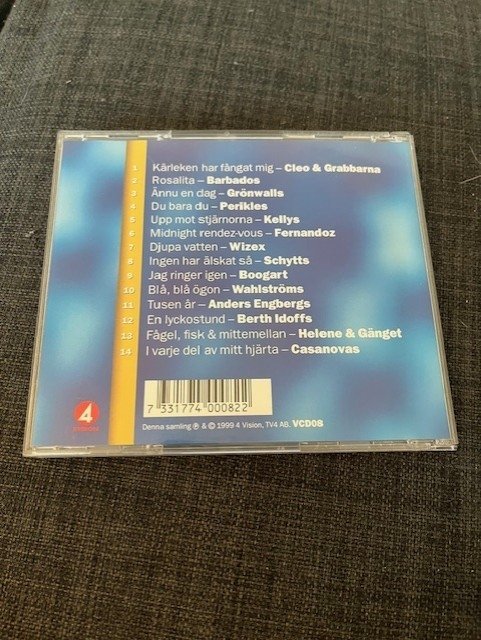 1 Kärleken har fångat mig – Cleo & Grabbarna
2 Rosalita – Barbados
3 Ännu en dag – Grönwalls
4 Du bara du – Perikles
5 Upp mot stjärnorna – Kellys
6 Midnight rendez-vous – Fernandoz
7 Djupa vatten – Wizex
8 Ingen har älskat så – Schytts
9 Jag ringer igen – Boogart
10 Blå, blå ögon – Wahlströms
11 Tusen år – Anders Engbergs
12 En lyckostund – Berth Idoffs
13 Fågel, fisk & mittemellan – Helene & Gänget
14 I varje del av mitt hjärta – Casanovas
7 331774 000822
4
Denna samling ℗ & © 1999 4 Vision, TV4 AB. VCD08